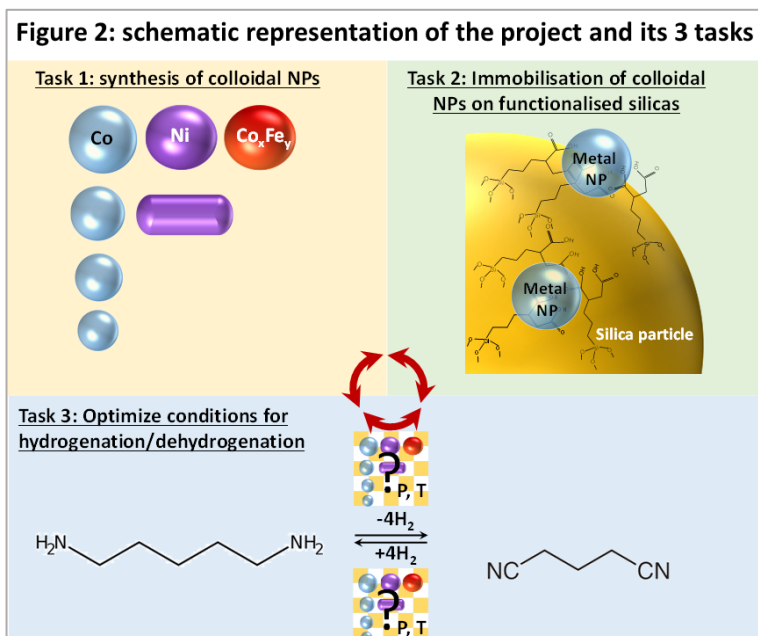 Figure 2: schematic representation of the project and its 3 tasks
Task 1: synthesis of colloidal NPs
Co
Ni
CoxFey
Task 2: Immobilisation of colloidal
NPs on functionalised silicas
Metal
NP
Metal
NP
Silica particle
Task 3: Optimize conditions for
hydrogenation/dehydrogenation
?
P, T
-4H2
+4H2
H2N
NH2
NC
CN
?
P, T